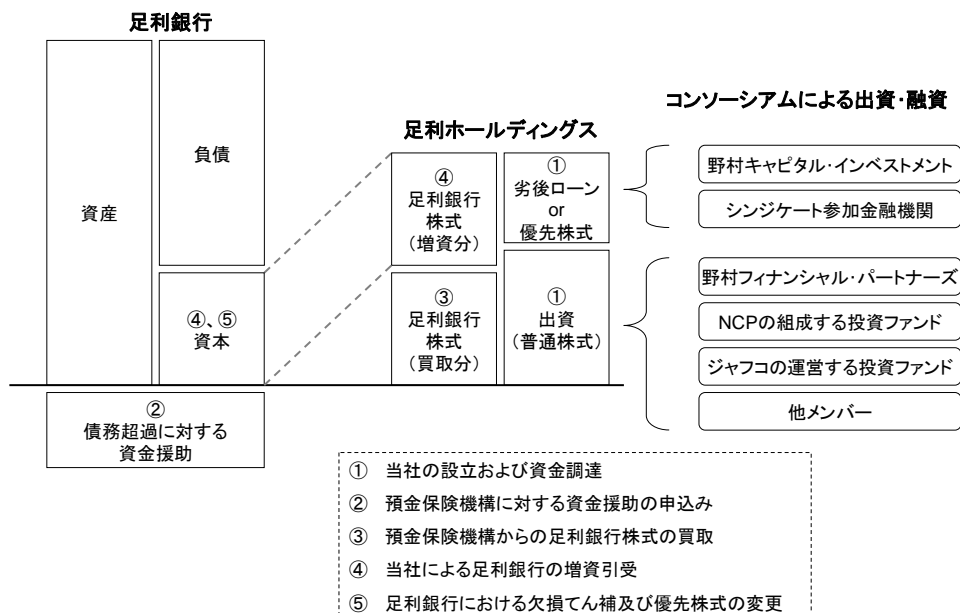 足利銀行
資産
負債
④、⑤
資本
②
債務超過に対する
資金援助
足利ホールディングス
④
足利銀行
株式
（増資分）
①
劣後ローン
or
優先株式
③
足利銀行
株式
（買取分）
①
出資
（普通株式）
コンソーシアムによる出資・融資
野村キャピタル・インベストメント
シンジケート参加金融機関
野村フィナンシャル・パートナーズ
NCPの組成する投資ファンド
ジャフコの運営する投資ファンド
他メンバー
① 当社の設立および資金調達
② 預金保険機構に対する資金援助の申込み
③ 預金保険機構からの足利銀行株式の買取
④ 当社による足利銀行の増資引受
⑤ 足利銀行における欠損てん補及び優先株式の変更